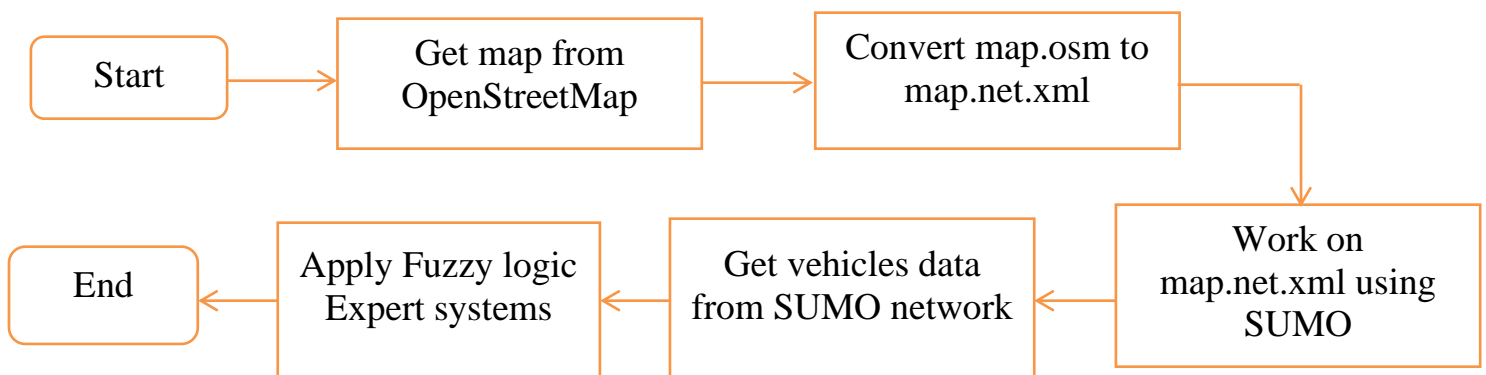 Start
Get map from
OpenStreetMap
Convert map.osm to
map.net.xml
Work on
map.net.xml using
SUMO
Get vehicles data
from SUMO network
Apply Fuzzy logic
Expert systems
End